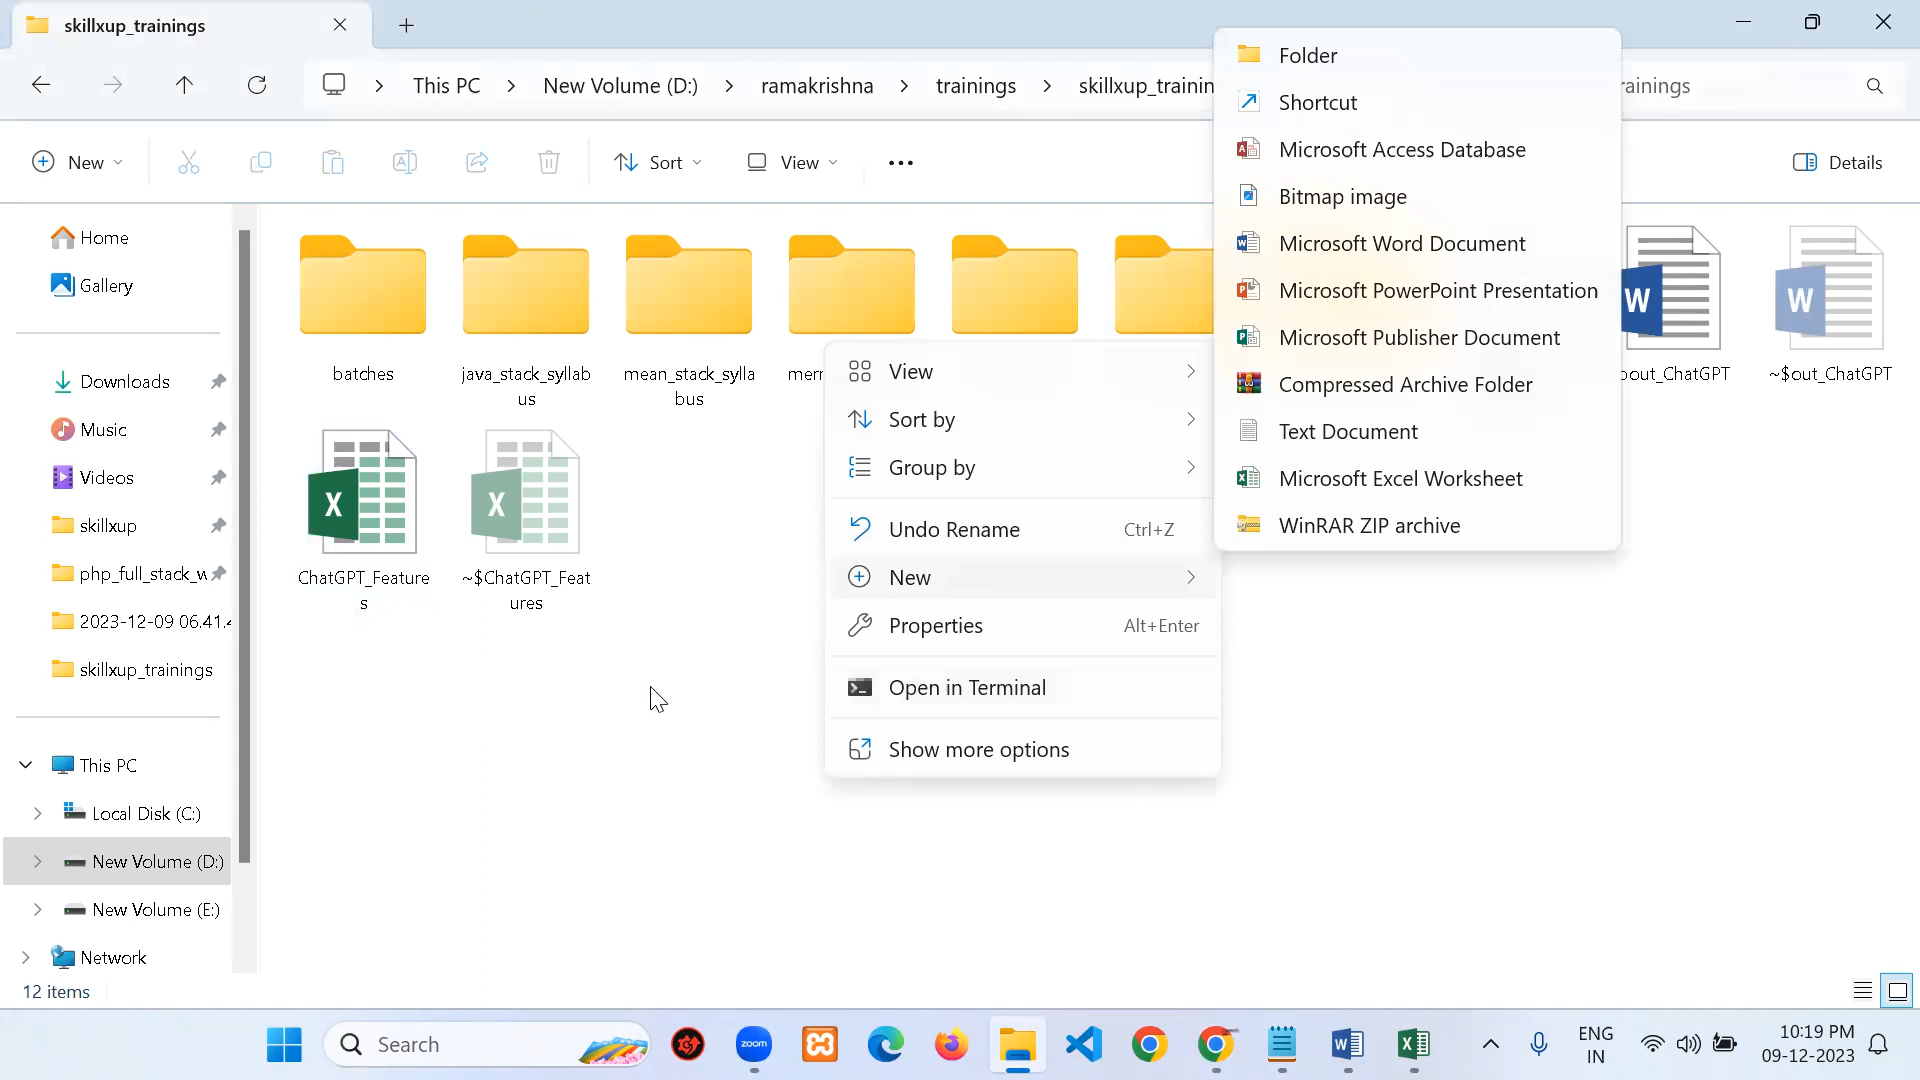 skillxup_trainings
This PC
New Volume (D:)
ramakrishna
trainings
skillxup_trainin
rainings
New
Sort
View
Details
Home
Gallery
Downloads
Music
Videos
skillxup
php_full_stack_w
2023-12-09 06.41.4
skillxup_trainings
This PC
Local Disk (C:)
New Volume (D:)
New Volume (E:)
Network
batches
java_stack_syllab
us
mean_stack_sylla
bus
mer
out_ChatGPT
~$out_ChatGPT
ChatGPT_Feature
s
~$ChatGPT_Feat
ures
View
Sort by
Group by
Undo Rename Ctrl+Z
New
Properties Alt+Enter
Open in Terminal
Show more options
Folder
Shortcut
Microsoft Access Database
Bitmap image
Microsoft Word Document
Microsoft PowerPoint Presentation
Microsoft Publisher Document
Compressed Archive Folder
Text Document
Microsoft Excel Worksheet
WinRAR ZIP archive
12 items
Search
zoom
ENG
IN
10:19 PM
09-12-2023